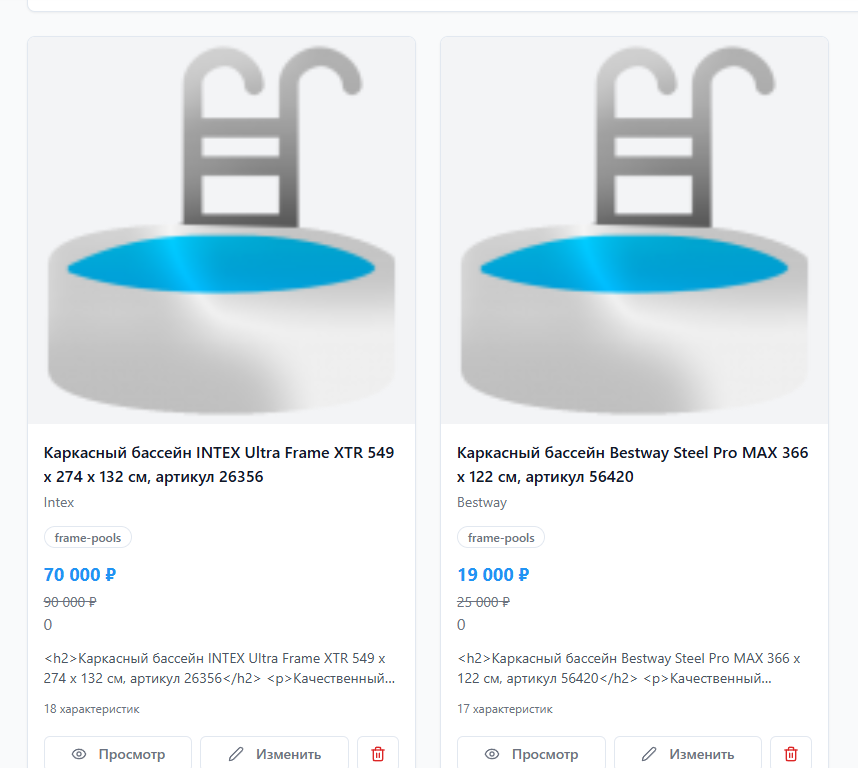 Каркасный бассейн INTEX Ultra Frame XTR 549
x 274 x 132 см, артикул 26356
Intex
frame-pools
70 000 ₽
90 000 ₽
0
<h2>Каркасный бассейн INTEX Ultra Frame XTR 549 x
274 x 132 см, артикул 26356</h2> <p>Качественный...
18 характеристик
Просмотр
Изменить
Каркасный бассейн Bestway Steel Pro MAX 366
x 122 см, артикул 56420
Bestway
frame-pools
19 000 ₽
25 000 ₽
0
<h2>Каркасный бассейн Bestway Steel Pro MAX 366 x
122 см, артикул 56420</h2> <p>Качественный...
17 характеристик
Просмотр
Изменить